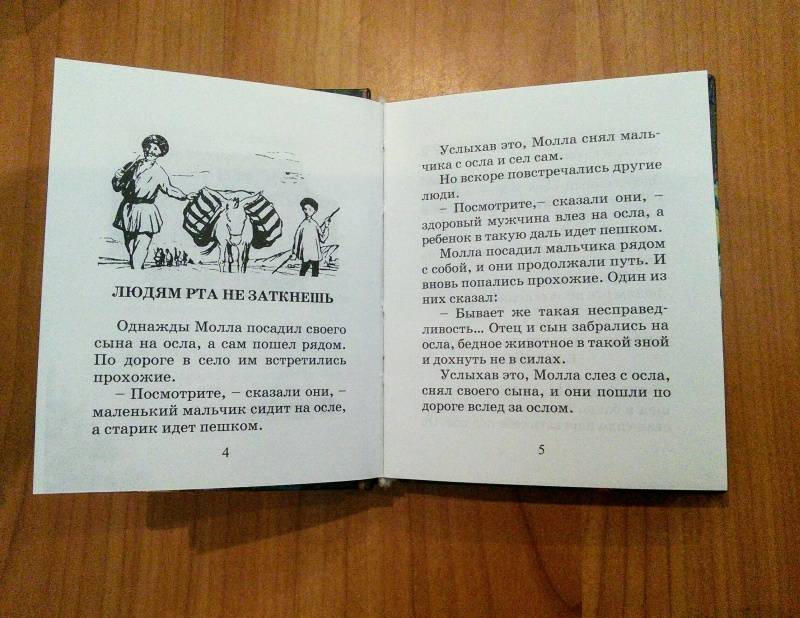 ЛЮДЯМ РТА НЕ ЗАТКНЕШЬ
Однажды Молла посадил своего
сына на осла, а сам пошел рядом.
По дороге в село им встретились
прохожие.
– Посмотрите, – сказали они, –
маленький мальчик сидит на осле,
а старик идет пешком.
4
Услыхав это, Молла снял маль-
чика с осла и сел сам.
Но вскоре повстречались другие
люди.
– Посмотрите,– сказали они, –
здоровый мужчина влез на осла, а
ребенок в такую даль идет пешком.
Молла посадил мальчика рядом
с собой, и они продолжали путь. И
вновь попались прохожие. Один из
них сказал:
– Бывает же такая несправед-
ливость... Отец и сын забрались на
осла, бедное животное в такой зной
и дохнуть не в силах.
Услыхав это, Молла слез с осла,
снял своего сына, и они пошли по
дороге вслед за ослом.
5